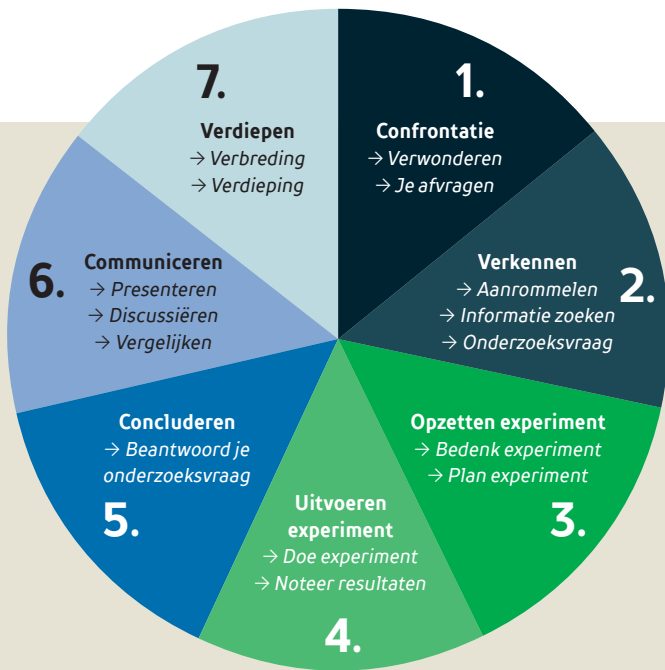 1.
Confrontatie
→ Verwonderen
→ Je afvragen
2.
Verkennen
→ Aanrommelen
→ Informatie zoeken
→ Onderzoeksvraag
Opzetten experiment
→ Bedenk experiment
→ Plan experiment
3.
Uitvoeren
experiment
→ Doe experiment
→ Noteer resultaten
4.
Concluderen
→ Beantwoord je
onderzoeksvraag
5.
6.
Communiceren
→ Presenteren
→ Discussiëren
→ Vergelijken
7.
Verdiepen
→ Verbreding
→ Verdieping